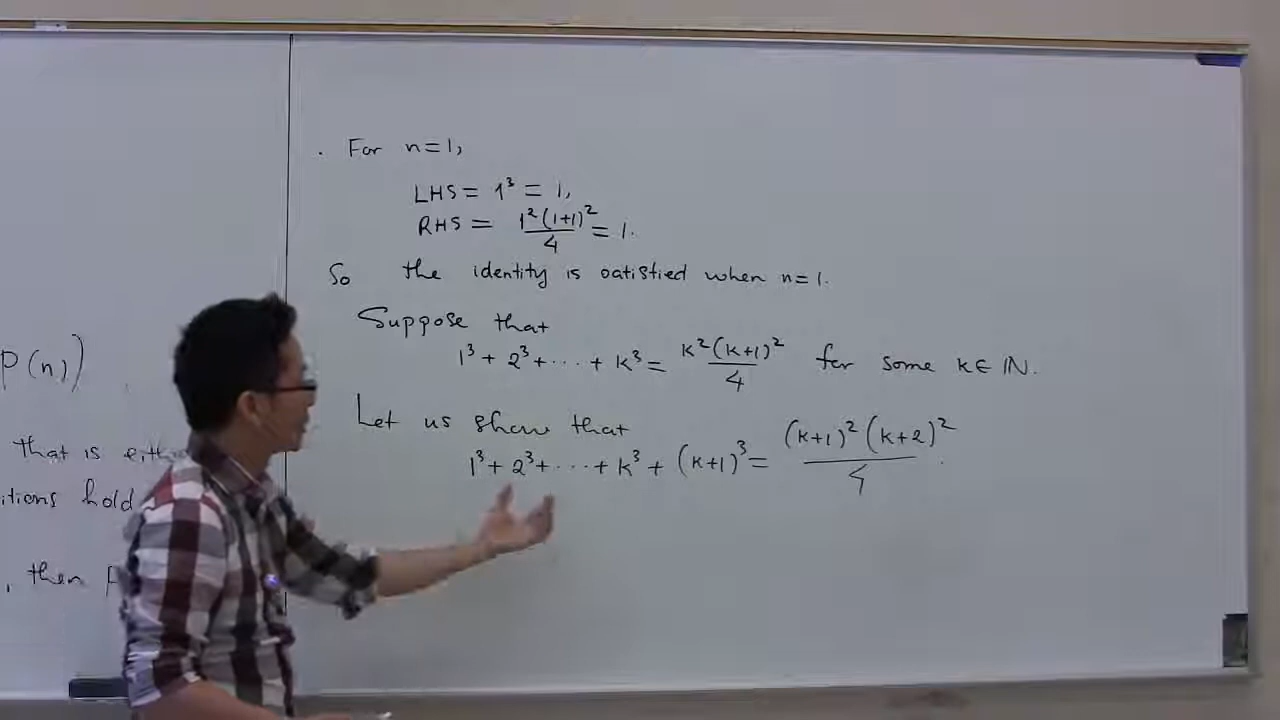 P(n))
that is
itions hold
, then
. For n=1,
LHS = 1³ = 1,
RHS = 1²(1+1)²/4 = 1.
So the identity is satisfied when n=1.
Suppose that
1³ + 2³ + ··· + k³ = k²(k+1)²/4 for some k ∈ ℕ.
Let us show that
1³ + 2³ + ··· + k³ + (k+1)³ = (k+1)²(k+2)²/4.